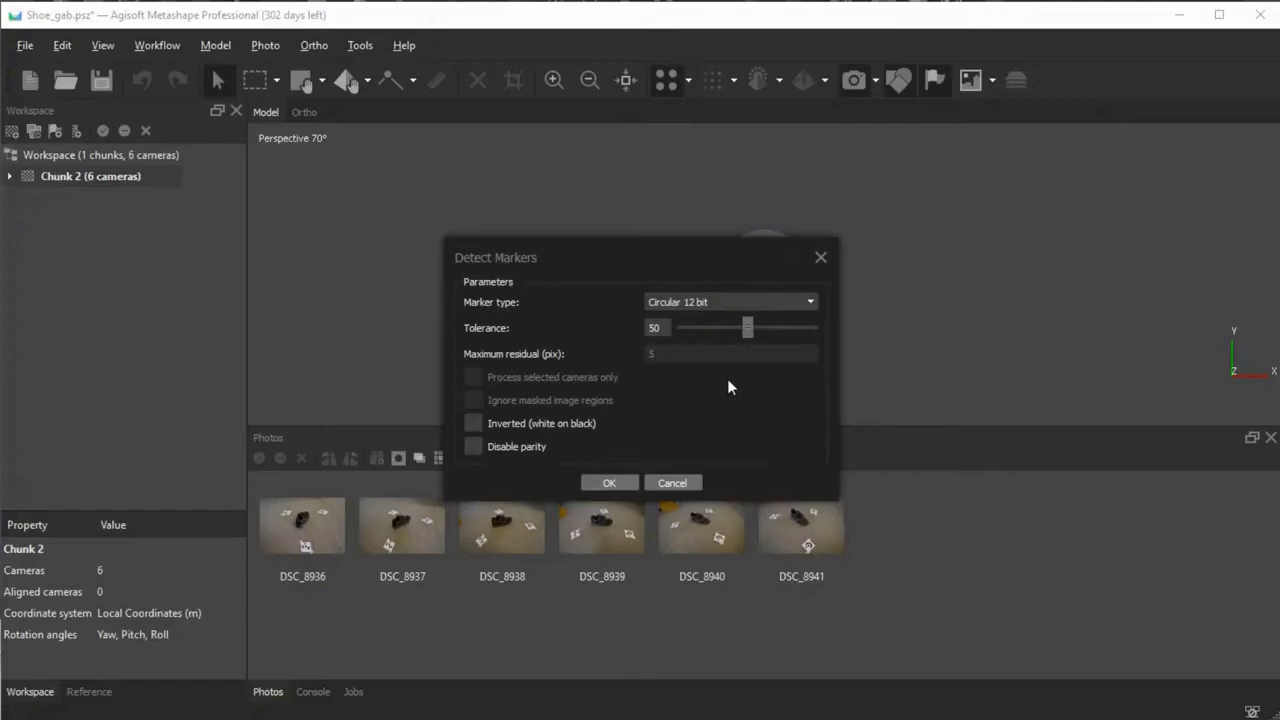 Shoe_gab.psz* — Agisoft Metashape Professional (302 days left)
File Edit View Workflow Model Photo Ortho Tools Help
Workspace
Model Ortho
Perspective 70°
Workspace (1 chunks, 6 cameras)
Chunk 2 (6 cameras)
Detect Markers
Parameters
Marker type: Circular 12 bit
Tolerance: 50
Maximum residual (pix): 5
Process selected cameras only
Ignore masked image regions
Inverted (white on black)
Disable parity
OK Cancel
Y
Z X
Photos
Property Value
Chunk 2
Cameras 6
Aligned cameras 0
Coordinate system Local Coordinates (m)
Rotation angles Yaw, Pitch, Roll
DSC_8936 DSC_8937 DSC_8938 DSC_8939 DSC_8940 DSC_8941
Workspace Reference
Photos Console Jobs